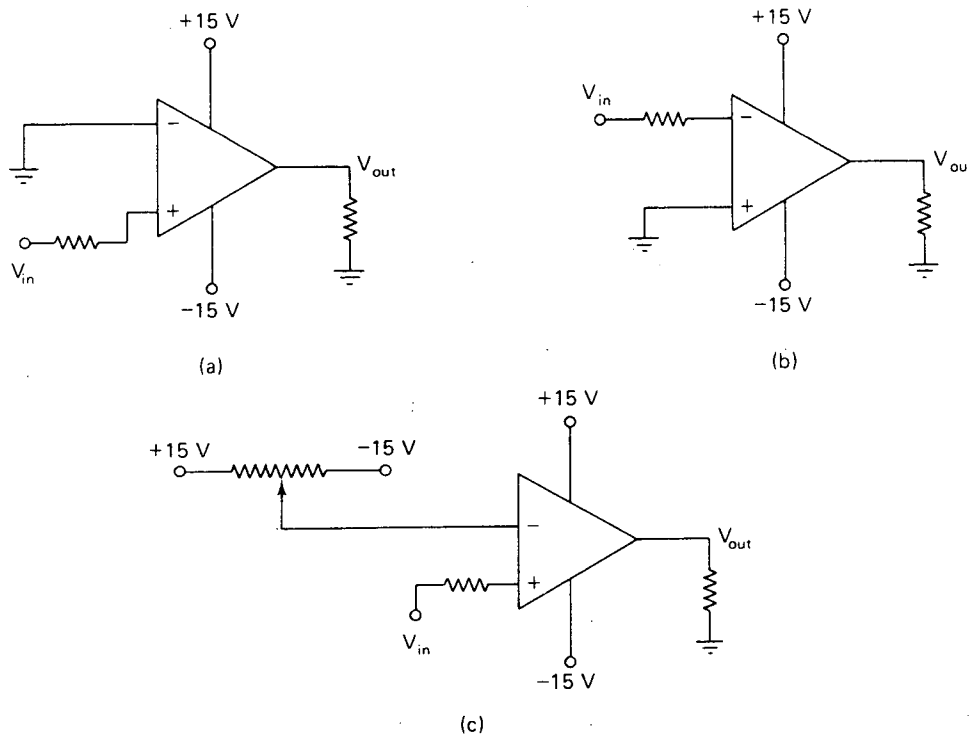 +15 V
−
V_out
+
V_in
−15 V
(a)
+15 V
V_in
−
V_ou
+
−15 V
(b)
+15 V
+15 V
−15 V
−
V_out
+
V_in
−15 V
(c)